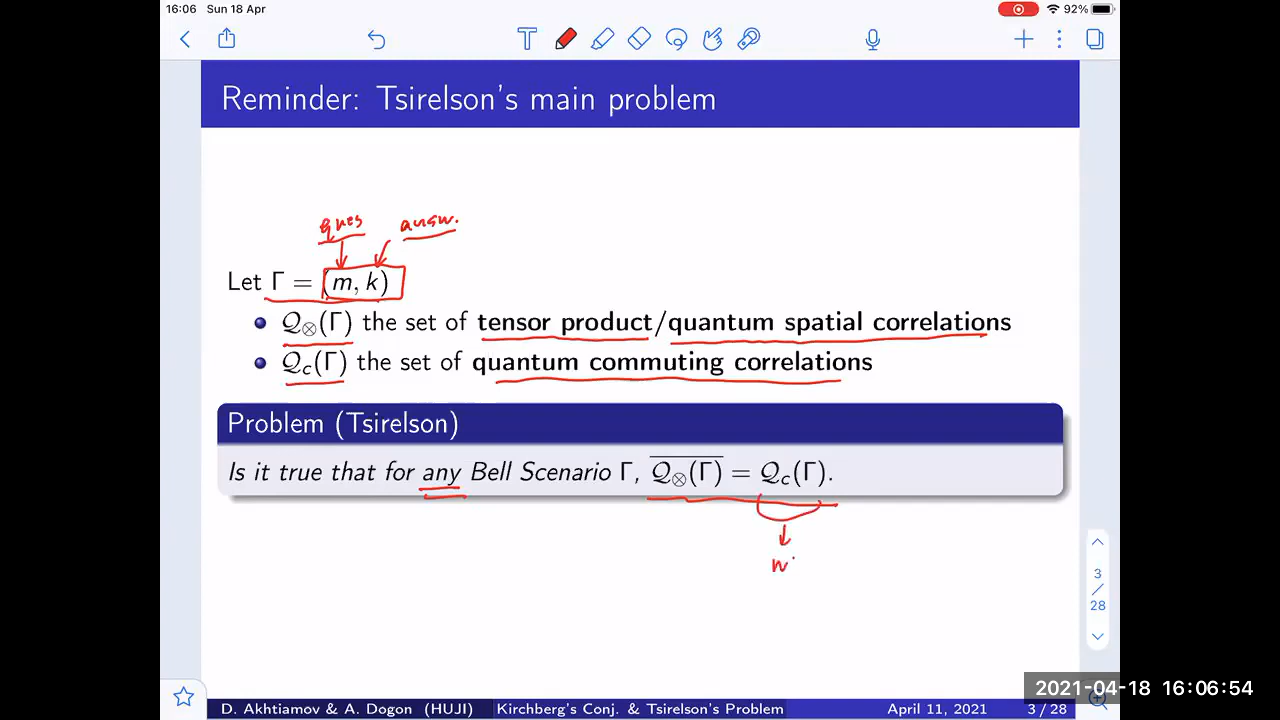 16:06 Sun 18 Apr 92%
Reminder: Tsirelson's main problem
ques answ.
Let Γ = (m, k)
Q⊗(Γ) the set of tensor product/quantum spatial correlations
Qc(Γ) the set of quantum commuting correlations
Problem (Tsirelson)
Is it true that for any Bell Scenario Γ, \overline{Q⊗(Γ)} = Qc(Γ).
3
/
28
D. Akhtiamov & A. Dogon (HUJI) Kirchberg's Conj. & Tsirelson's Problem April 11, 2021 3 / 28
2021-04-18 16:06:54